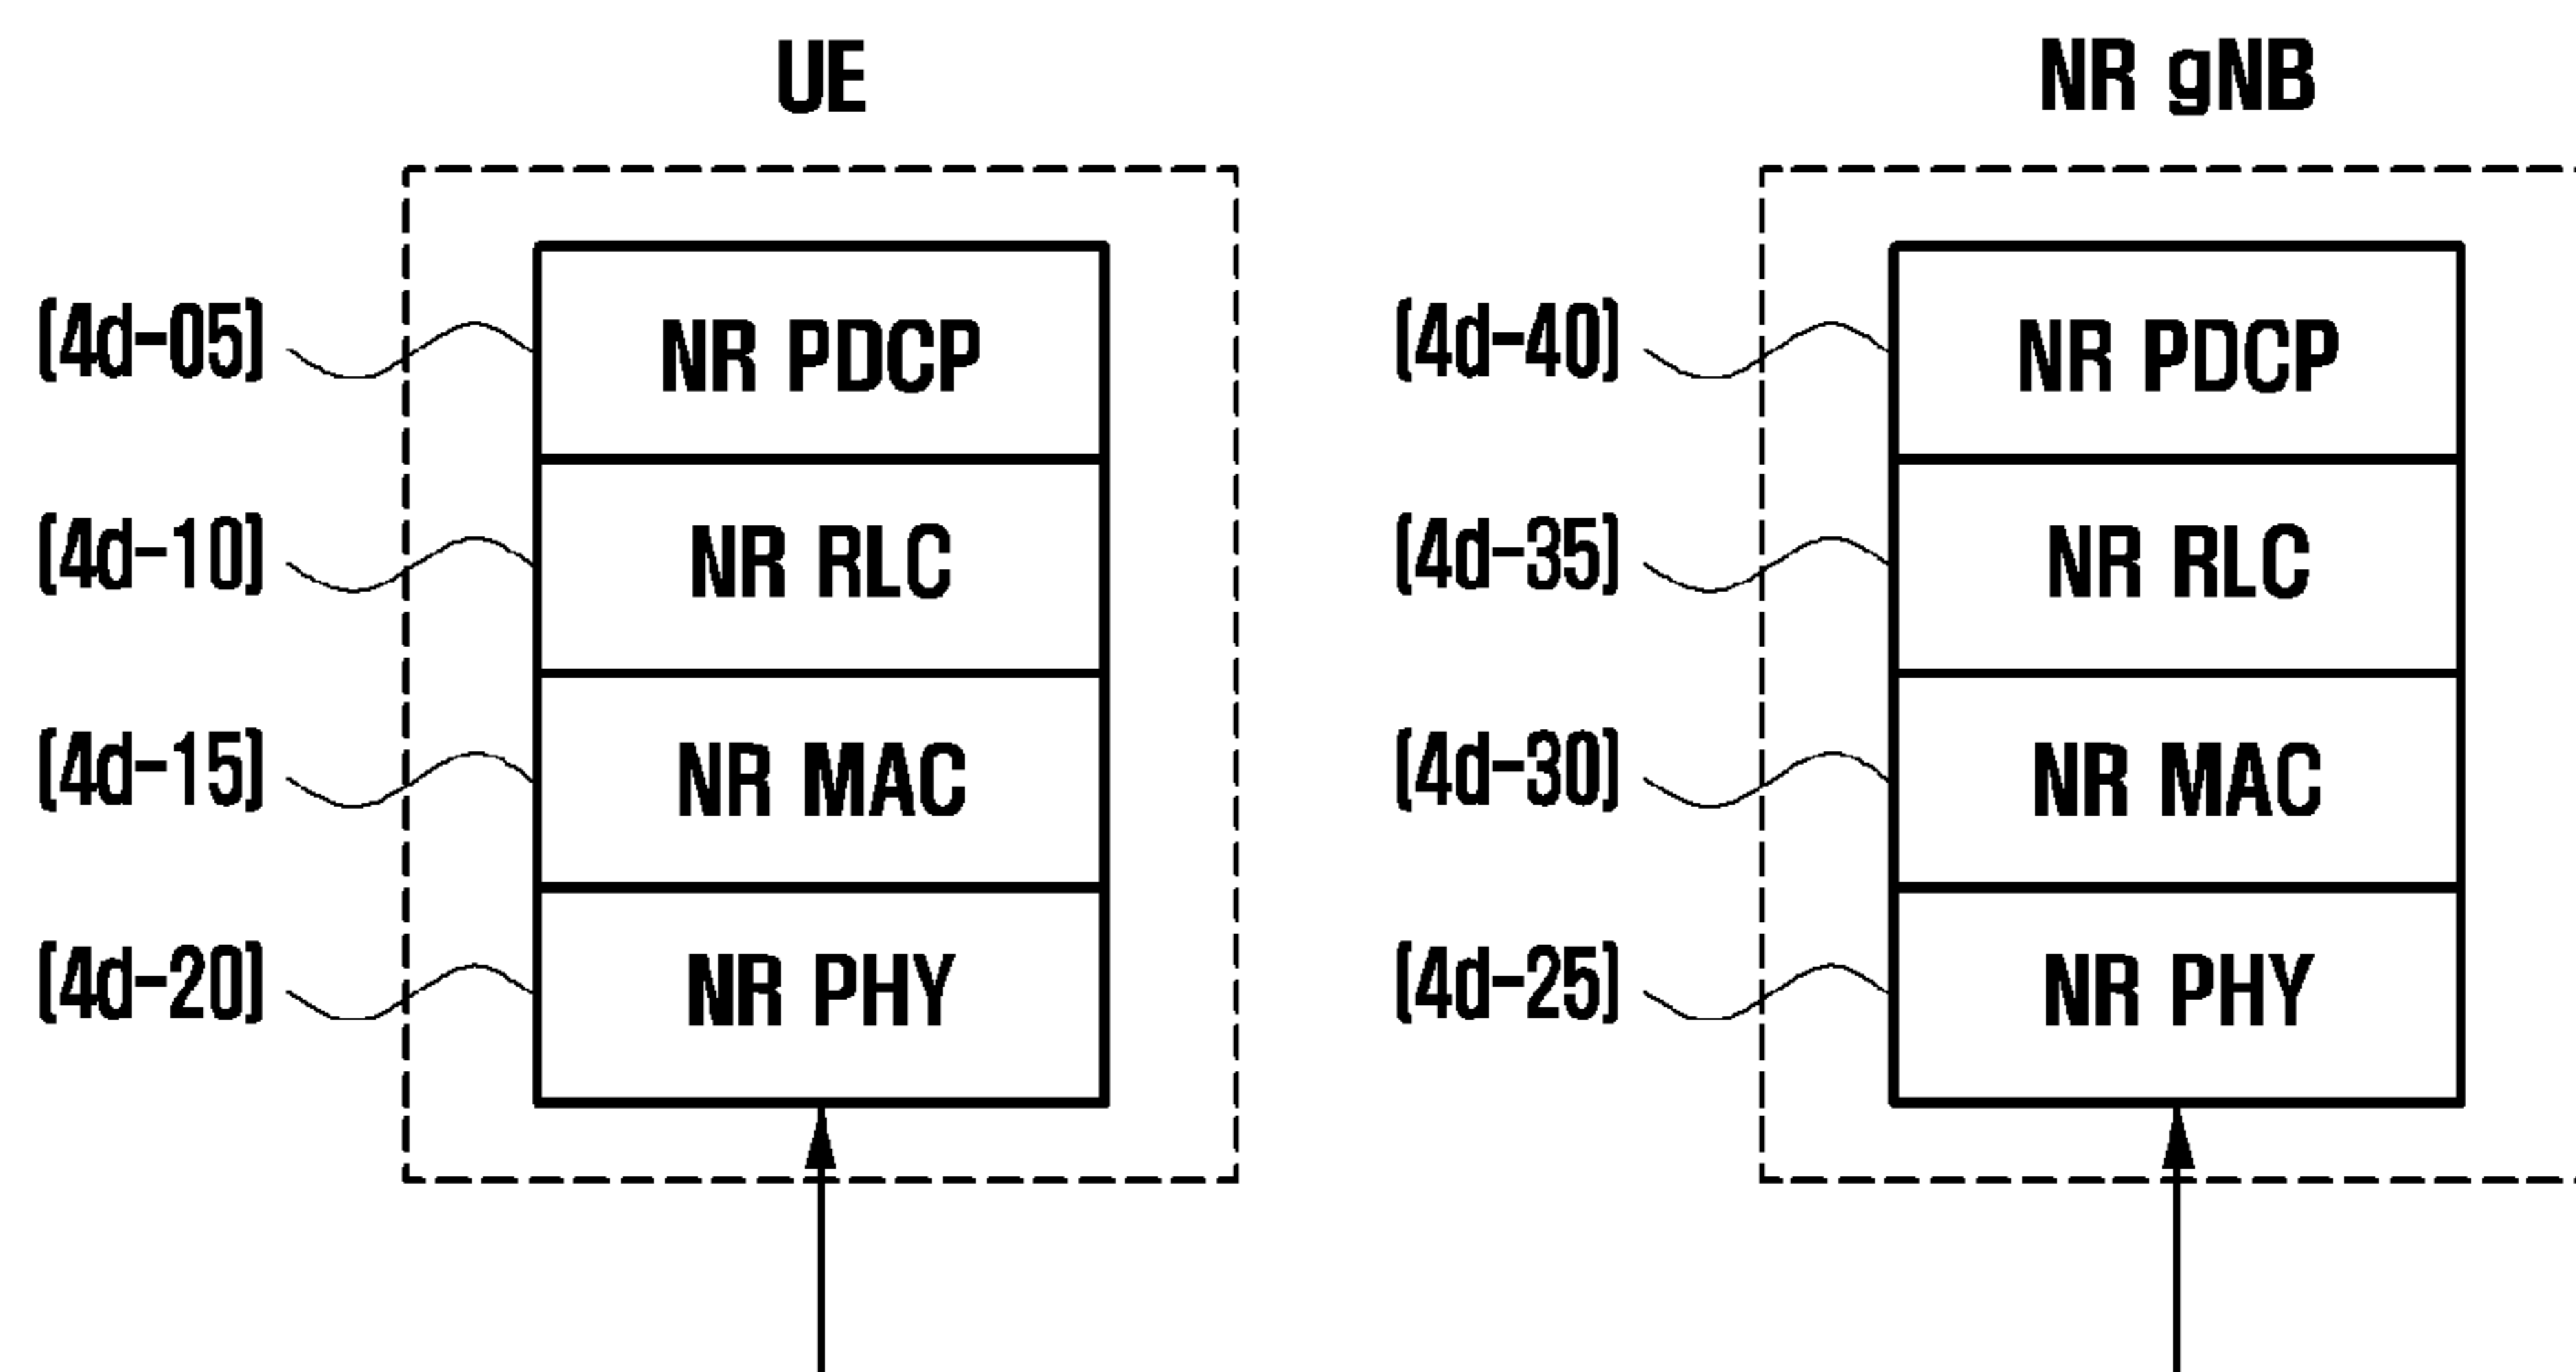 UE
NR gNB
(4d-05)
NR PDCP
(4d-40)
NR PDCP
(4d-10)
NR RLC
(4d-35)
NR RLC
(4d-15)
NR MAC
(4d-30)
NR MAC
(4d-20)
NR PHY
(4d-25)
NR PHY